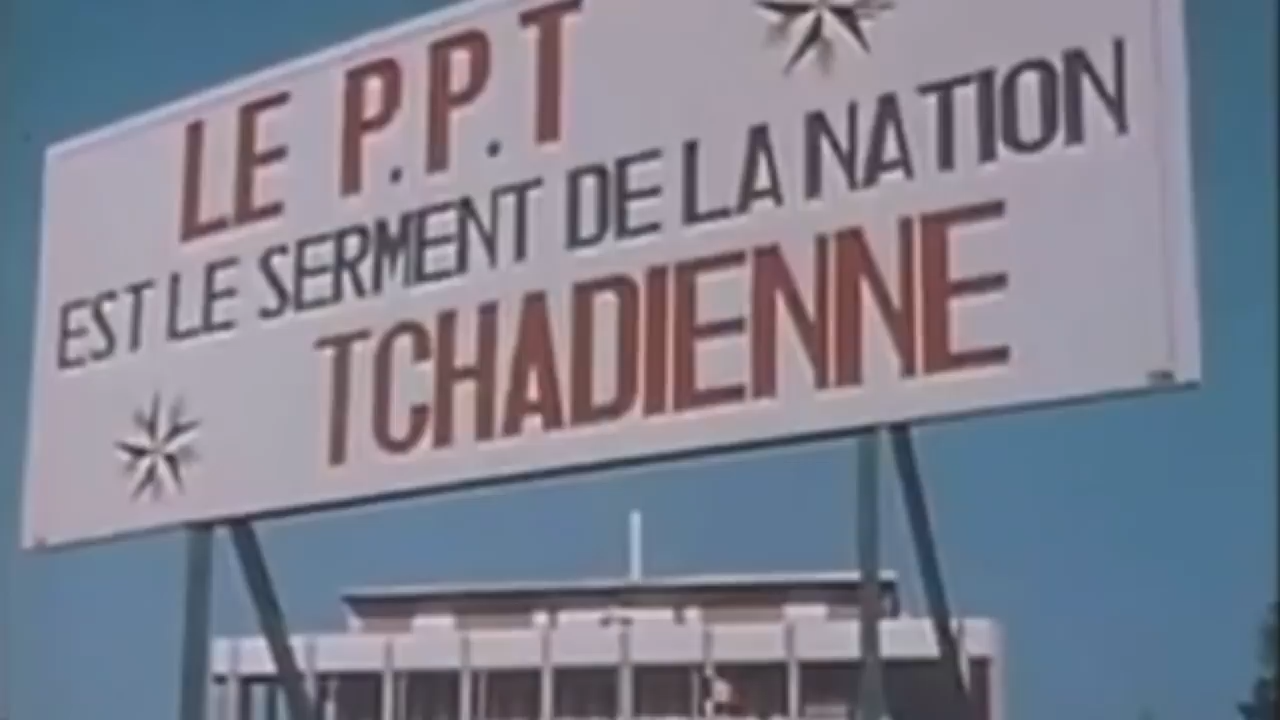 LE P.P.T
EST LE SERMENT DE LA NATION
TCHADIENNE